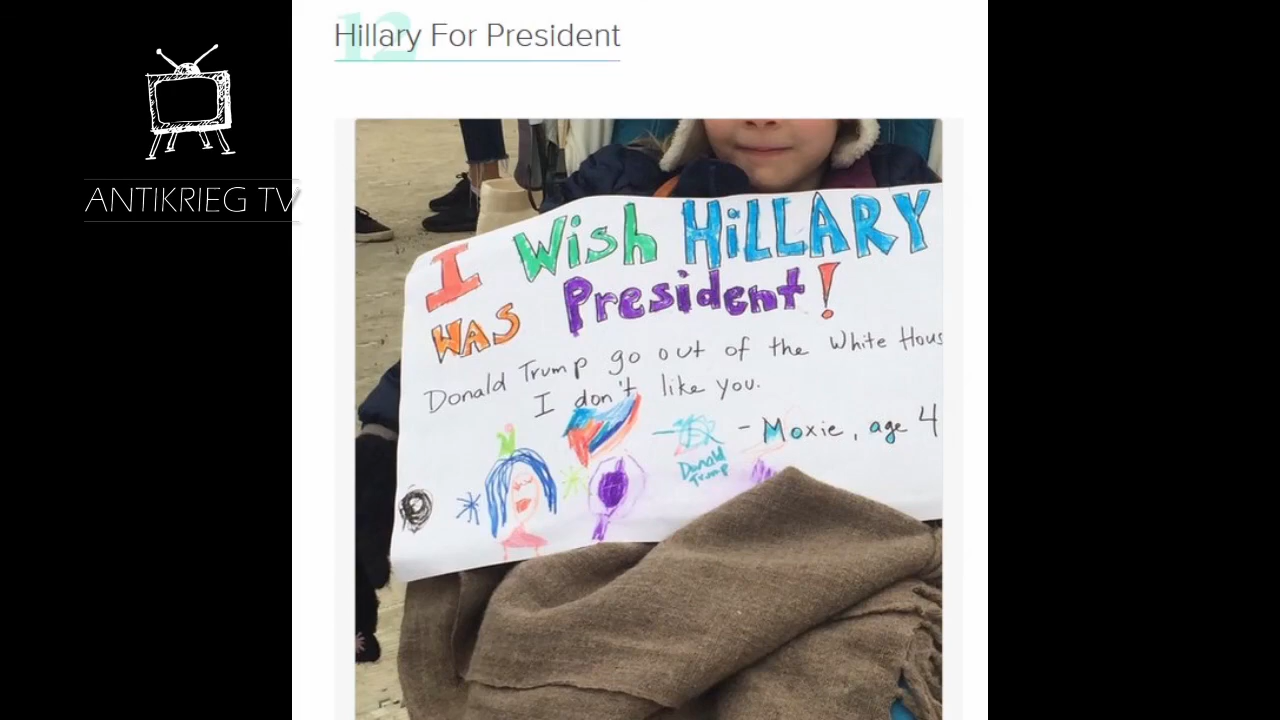 12
Hillary For President
ANTIKRIEG TV
I Wish HiLLARY
WAS President!
Donald Trump go out of the White Hous
I don't like you.
- Moxie, age 4
Donald
Trump